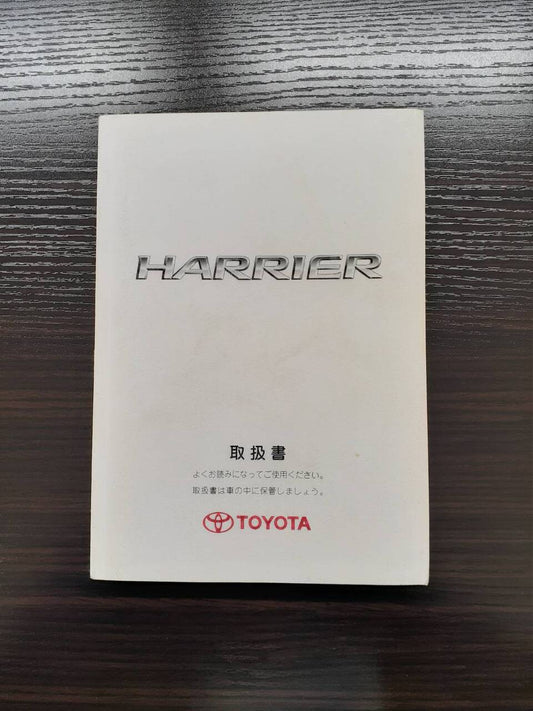 HARRIER
取扱書
よくお読みになってご使用ください。
取扱書は車の中に保管しましょう。
TOYOTA